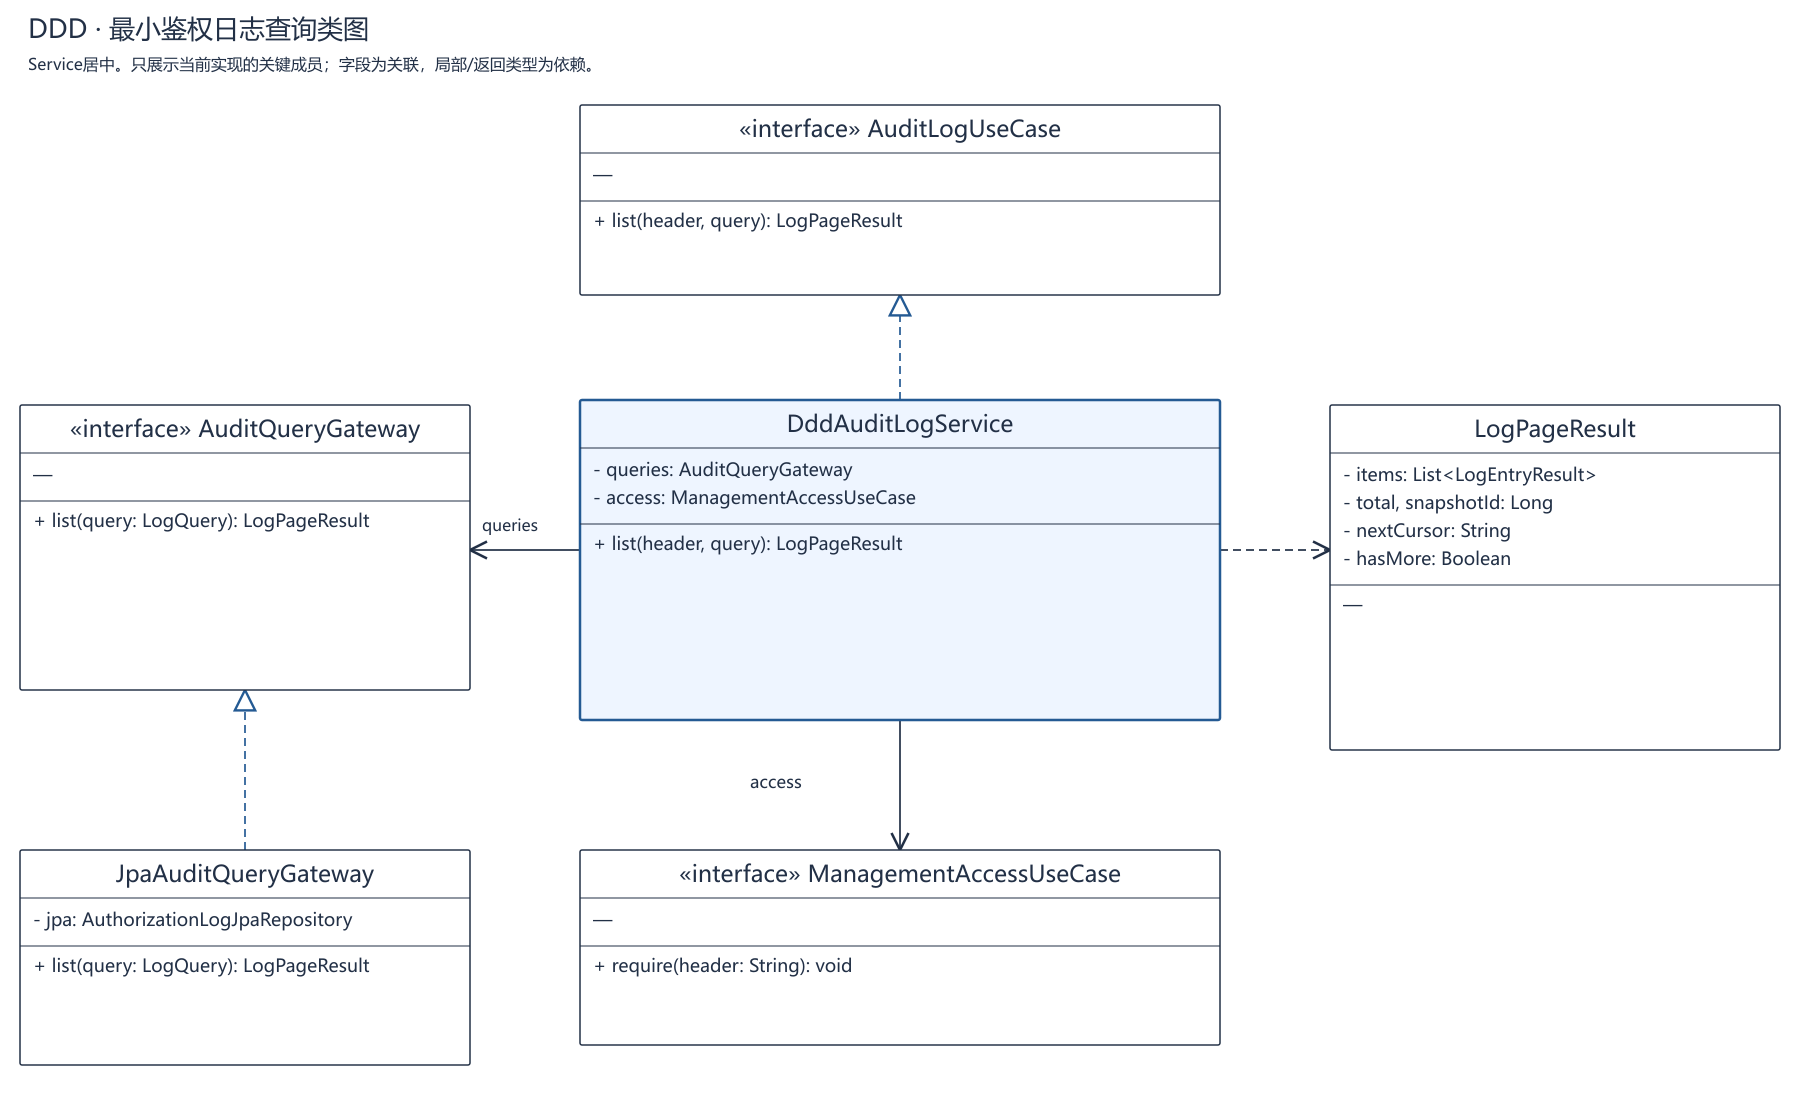 DDD · 最小鉴权日志查询类图
Service居中。只展示当前实现的关键成员；字段为关联，局部/返回类型为依赖。
«interface» AuditLogUseCase
—
+ list(header, query): LogPageResult
«interface» AuditQueryGateway
—
+ list(query: LogQuery): LogPageResult
queries
DddAuditLogService
- queries: AuditQueryGateway
- access: ManagementAccessUseCase
+ list(header, query): LogPageResult
LogPageResult
- items: List<LogEntryResult>
- total, snapshotId: Long
- nextCursor: String
- hasMore: Boolean
—
access
JpaAuditQueryGateway
- jpa: AuthorizationLogJpaRepository
+ list(query: LogQuery): LogPageResult
«interface» ManagementAccessUseCase
—
+ require(header: String): void